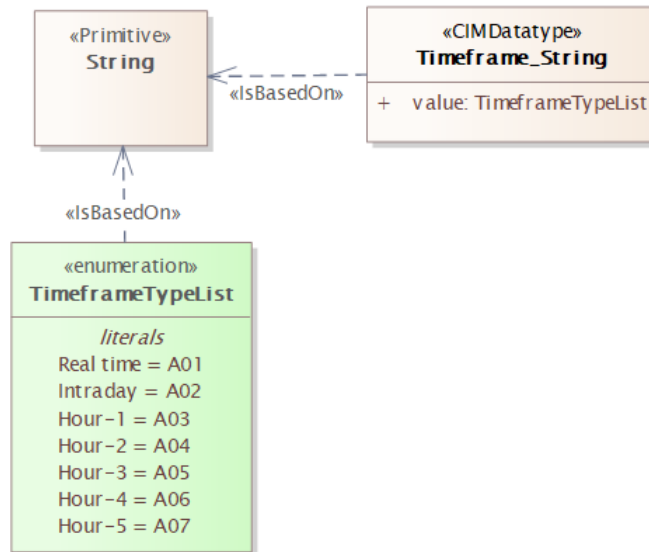 «Primitive»
String
«CIMDatatype»
Timeframe_String
+ value: TimeframeTypeList
«IsBasedOn»
«IsBasedOn»
«enumeration»
TimeframeTypeList
literals
Real time = A01
Intraday = A02
Hour-1 = A03
Hour-2 = A04
Hour-3 = A05
Hour-4 = A06
Hour-5 = A07